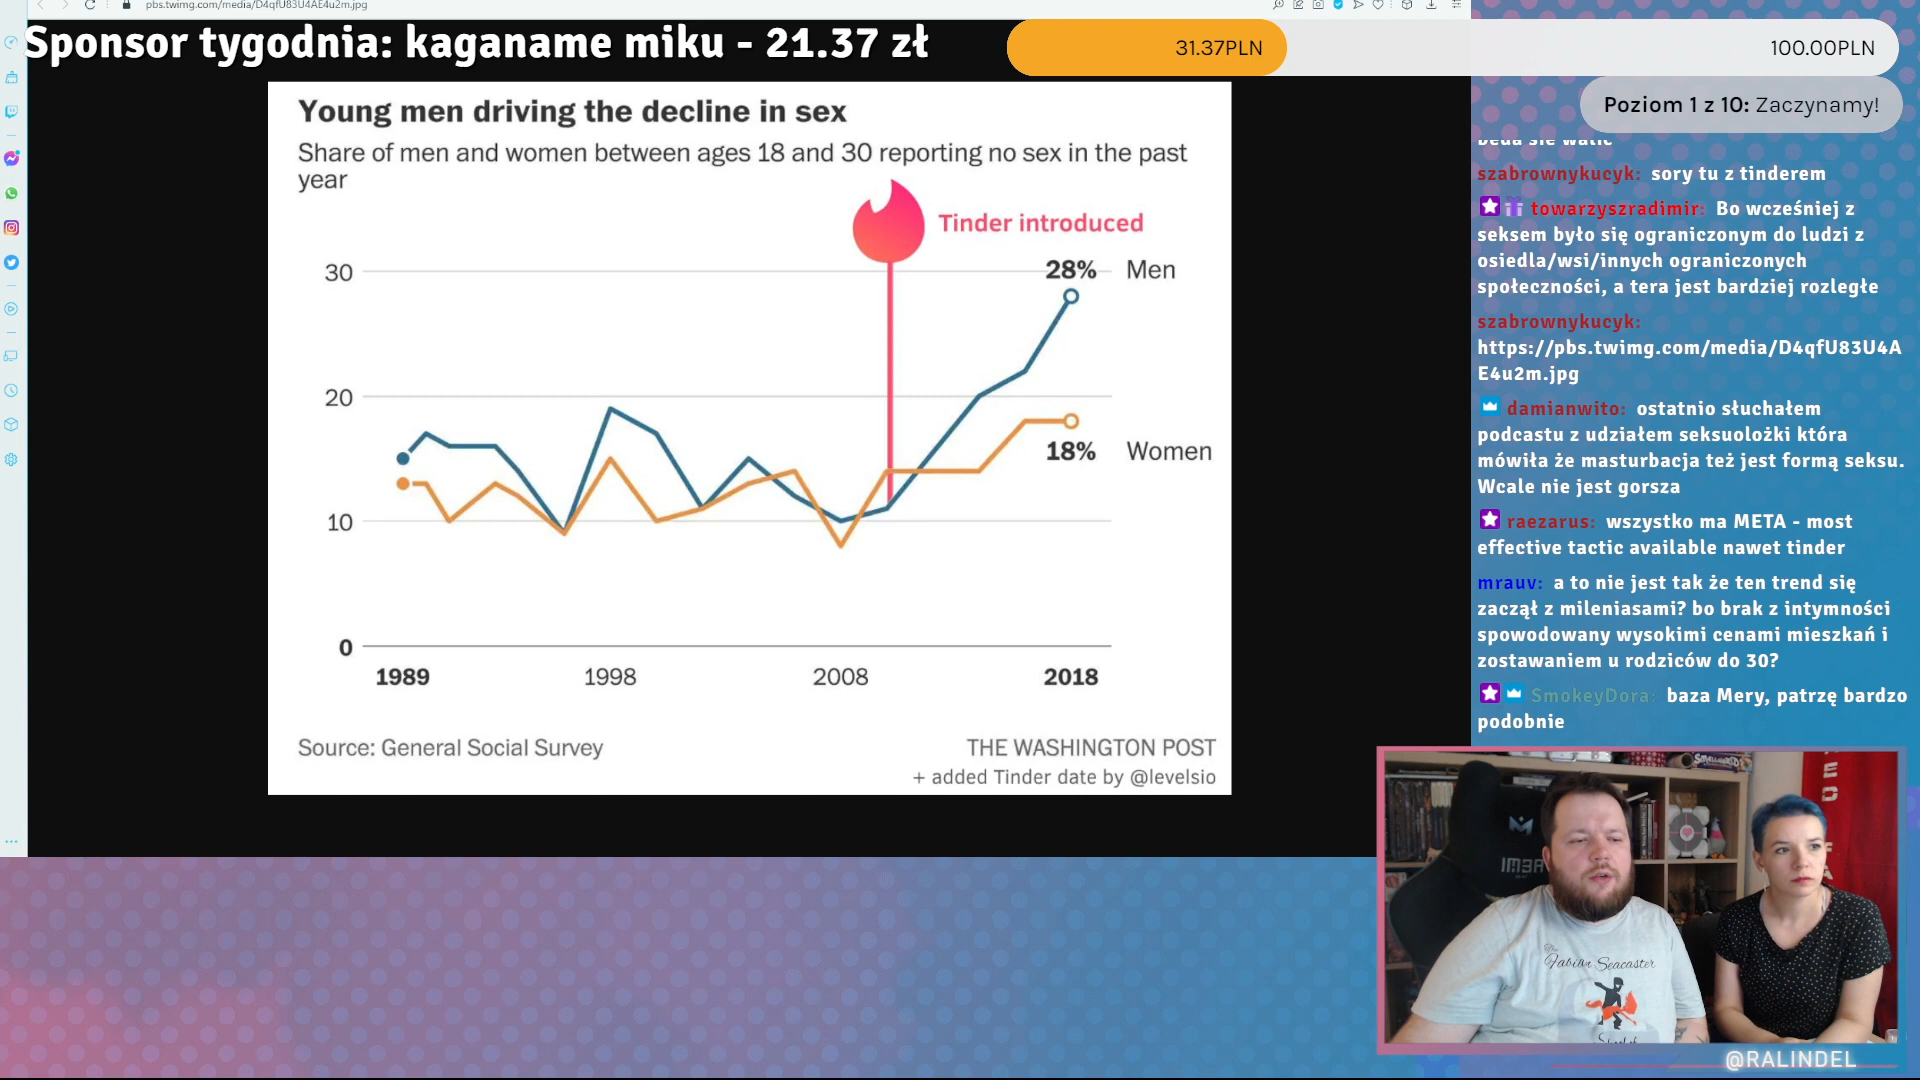 pbs.twimg.com/media/D4qfU83U4AE4u2m.jpg
Sponsor tygodnia: kaganame miku - 21.37 zł
31.37PLN
100.00PLN
Poziom 1 z 10: Zaczynamy!
Young men driving the decline in sex
Share of men and women between ages 18 and 30 reporting no sex in the past
year
Tinder introduced
30
28% Men
20
18% Women
10
0
1989
1998
2008
2018
Source: General Social Survey
THE WASHINGTON POST
+ added Tinder date by @levelsio
szabrownykucyk: sory tu z tinderem
towarzyszradimir: Bo wcześniej z
seksem było się ograniczonym do ludzi z
osiedla/wsi/innych ograniczonych
społeczności, a tera jest bardziej rozległe
szabrownykucyk:
https://pbs.twimg.com/media/D4qfU83U4A
E4u2m.jpg
damianwito: ostatnio słuchałem
podcastu z udziałem seksuolożki która
mówiła że masturbacja też jest formą seksu.
Wcale nie jest gorsza
raezarus: wszystko ma META - most
effective tactic available nawet tinder
mrauv: a to nie jest tak że ten trend się
zaczął z mileniasami? bo brak z intymności
spowodowany wysokimi cenami mieszkań i
zostawaniem u rodziców do 30?
SmokeyDora: baza Mery, patrzę bardzo
podobnie
The
Fabian Seacaster
@RALINDEL